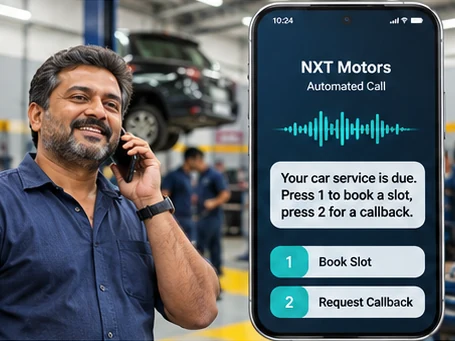 10:24
NXT Motors
Automated Call
Your car service is due.
Press 1 to book a slot,
press 2 for a callback.
1 Book Slot
2 Request Callback